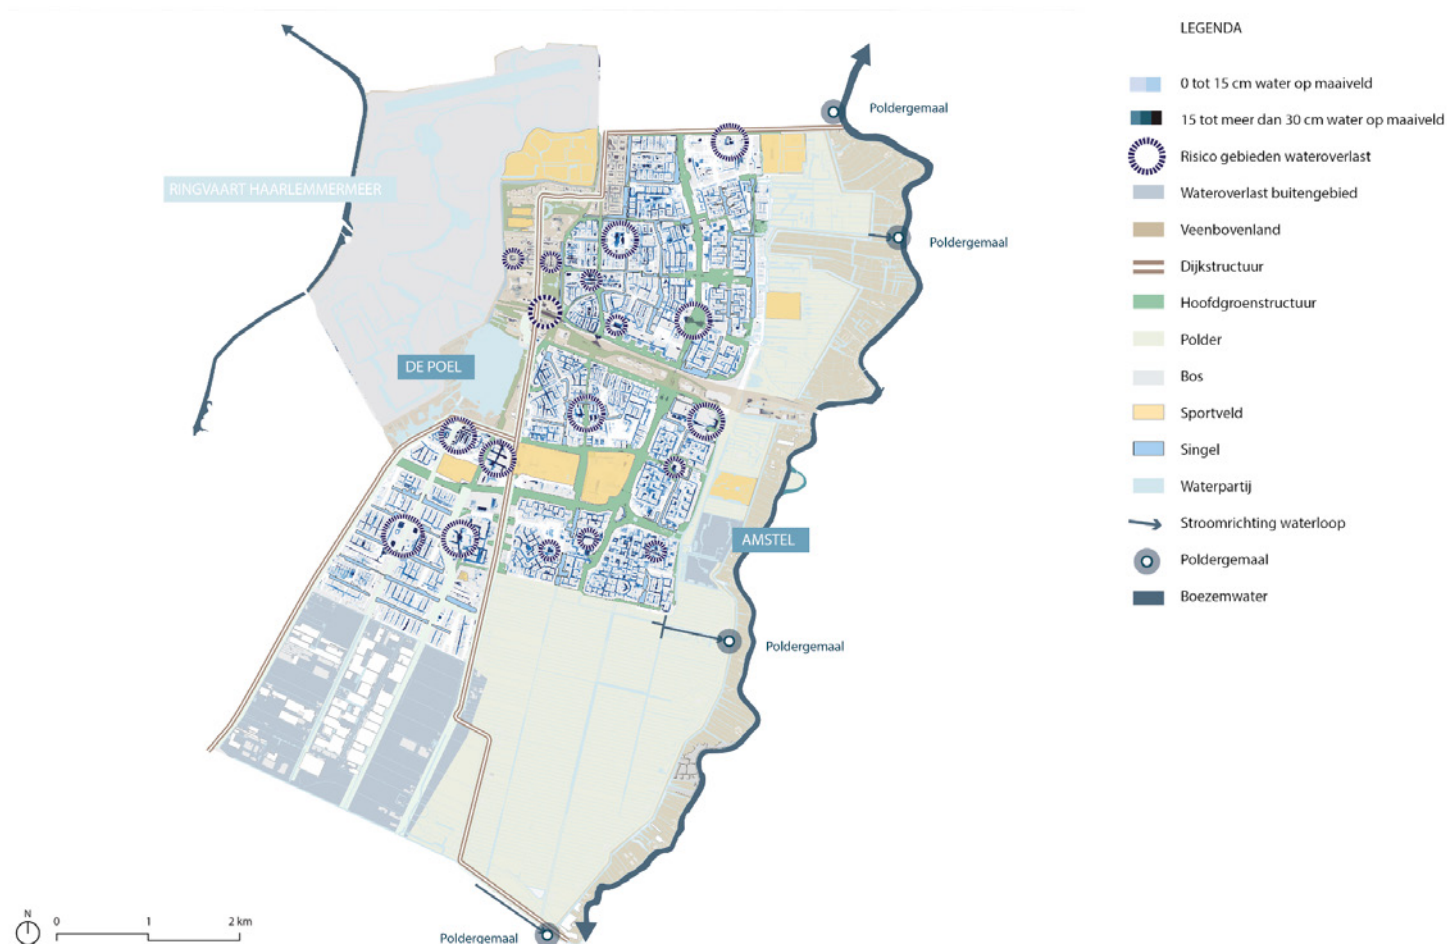 LEGENDA
0 tot 15 cm water op maaiveld
15 tot meer dan 30 cm water op maaiveld
Risico gebieden wateroverlast
Wateroverlast buitengebied
Veenbovenland
Dijkstructuur
Hoofdgroenstructuur
Polder
Bos
Sportveld
Singel
Waterpartij
Stroomrichting waterloop
Poldergemaal
Boezemwater
Poldergemaal
RINGVAART HAARLEMMERMEER
Poldergemaal
DE POEL
AMSTEL
Poldergemaal
Poldergemaal
N
0 1 2 km